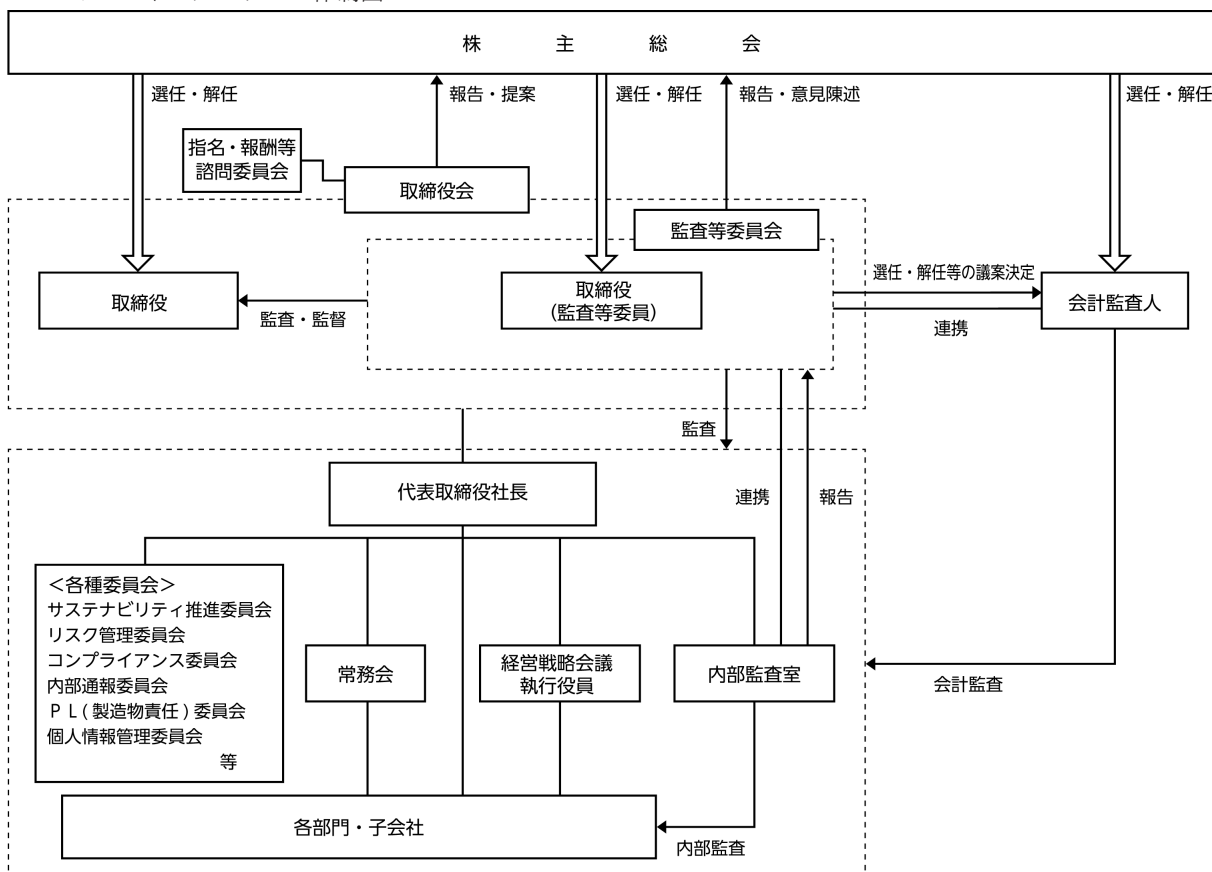 株主総会
選任・解任
報告・提案
選任・解任
報告・意見陳述
選任・解任
指名・報酬等
諮問委員会
取締役会
監査等委員会
取締役
監査・監督
取締役
(監査等委員)
選任・解任等の議案決定
連携
会計監査人
監査
代表取締役社長
連携
報告
<各種委員会>
サステナビリティ推進委員会
リスク管理委員会
コンプライアンス委員会
内部通報委員会
ＰＬ(製造物責任)委員会
個人情報管理委員会
等
常務会
経営戦略会議
執行役員
内部監査室
会計監査
各部門・子会社
内部監査